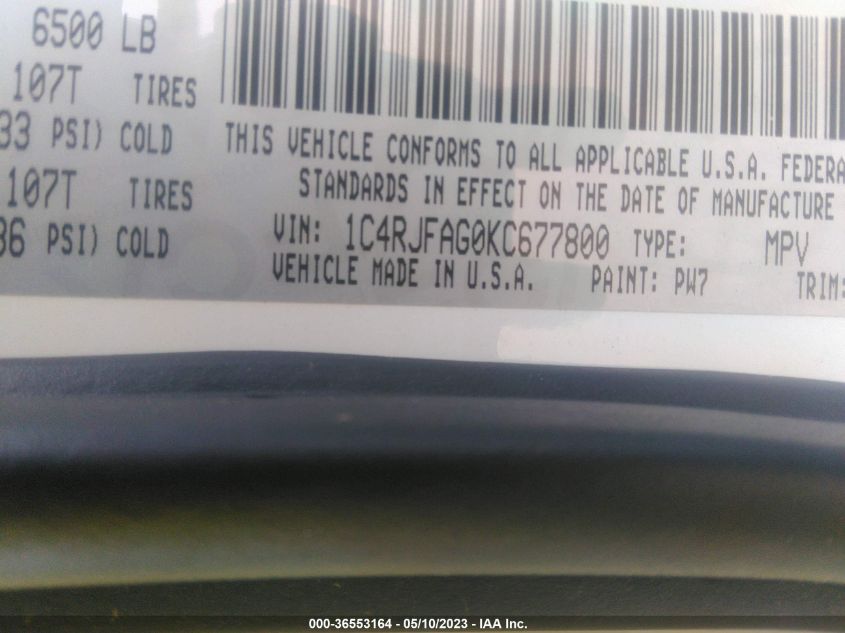 6500 LB
107T TIRES
33 PSI) COLD
107T TIRES
36 PSI) COLD
THIS VEHICLE CONFORMS TO ALL APPLICABLE U.S.A. FEDERA
STANDARDS IN EFFECT ON THE DATE OF MANUFACTURE
VIN: 1C4RJFAG0KC677800 TYPE: MPV
VEHICLE MADE IN U.S.A. PAINT: PW7 TRIM:
000-36553164 - 05/10/2023 - IAA Inc.